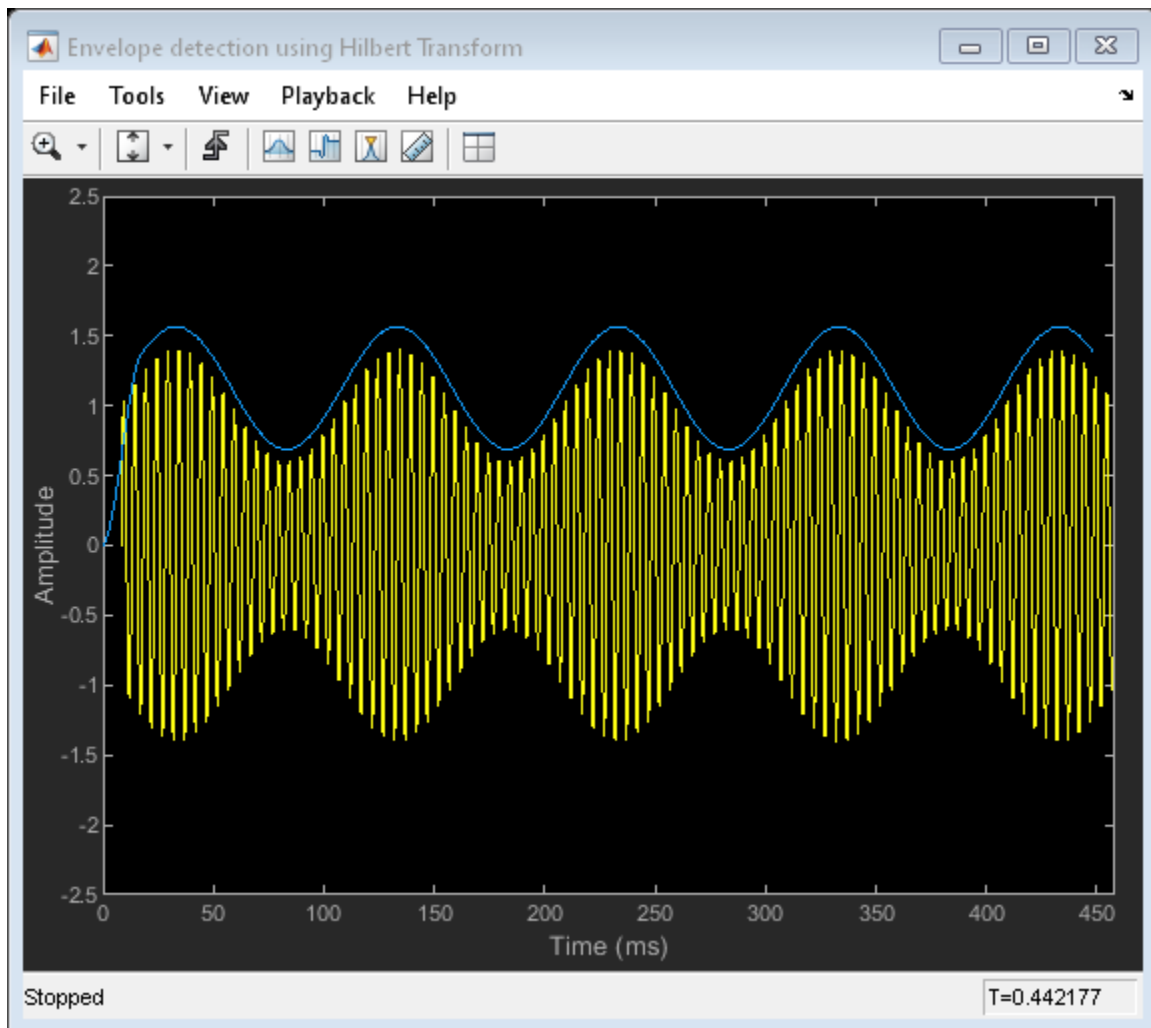 Envelope detection using Hilbert Transform
File Tools View Playback Help
2.5
2
1.5
1
0.5
0
-0.5
-1
-1.5
-2
-2.5
Amplitude
0 50 100 150 200 250 300 350 400 450
Time (ms)
Stopped T=0.442177